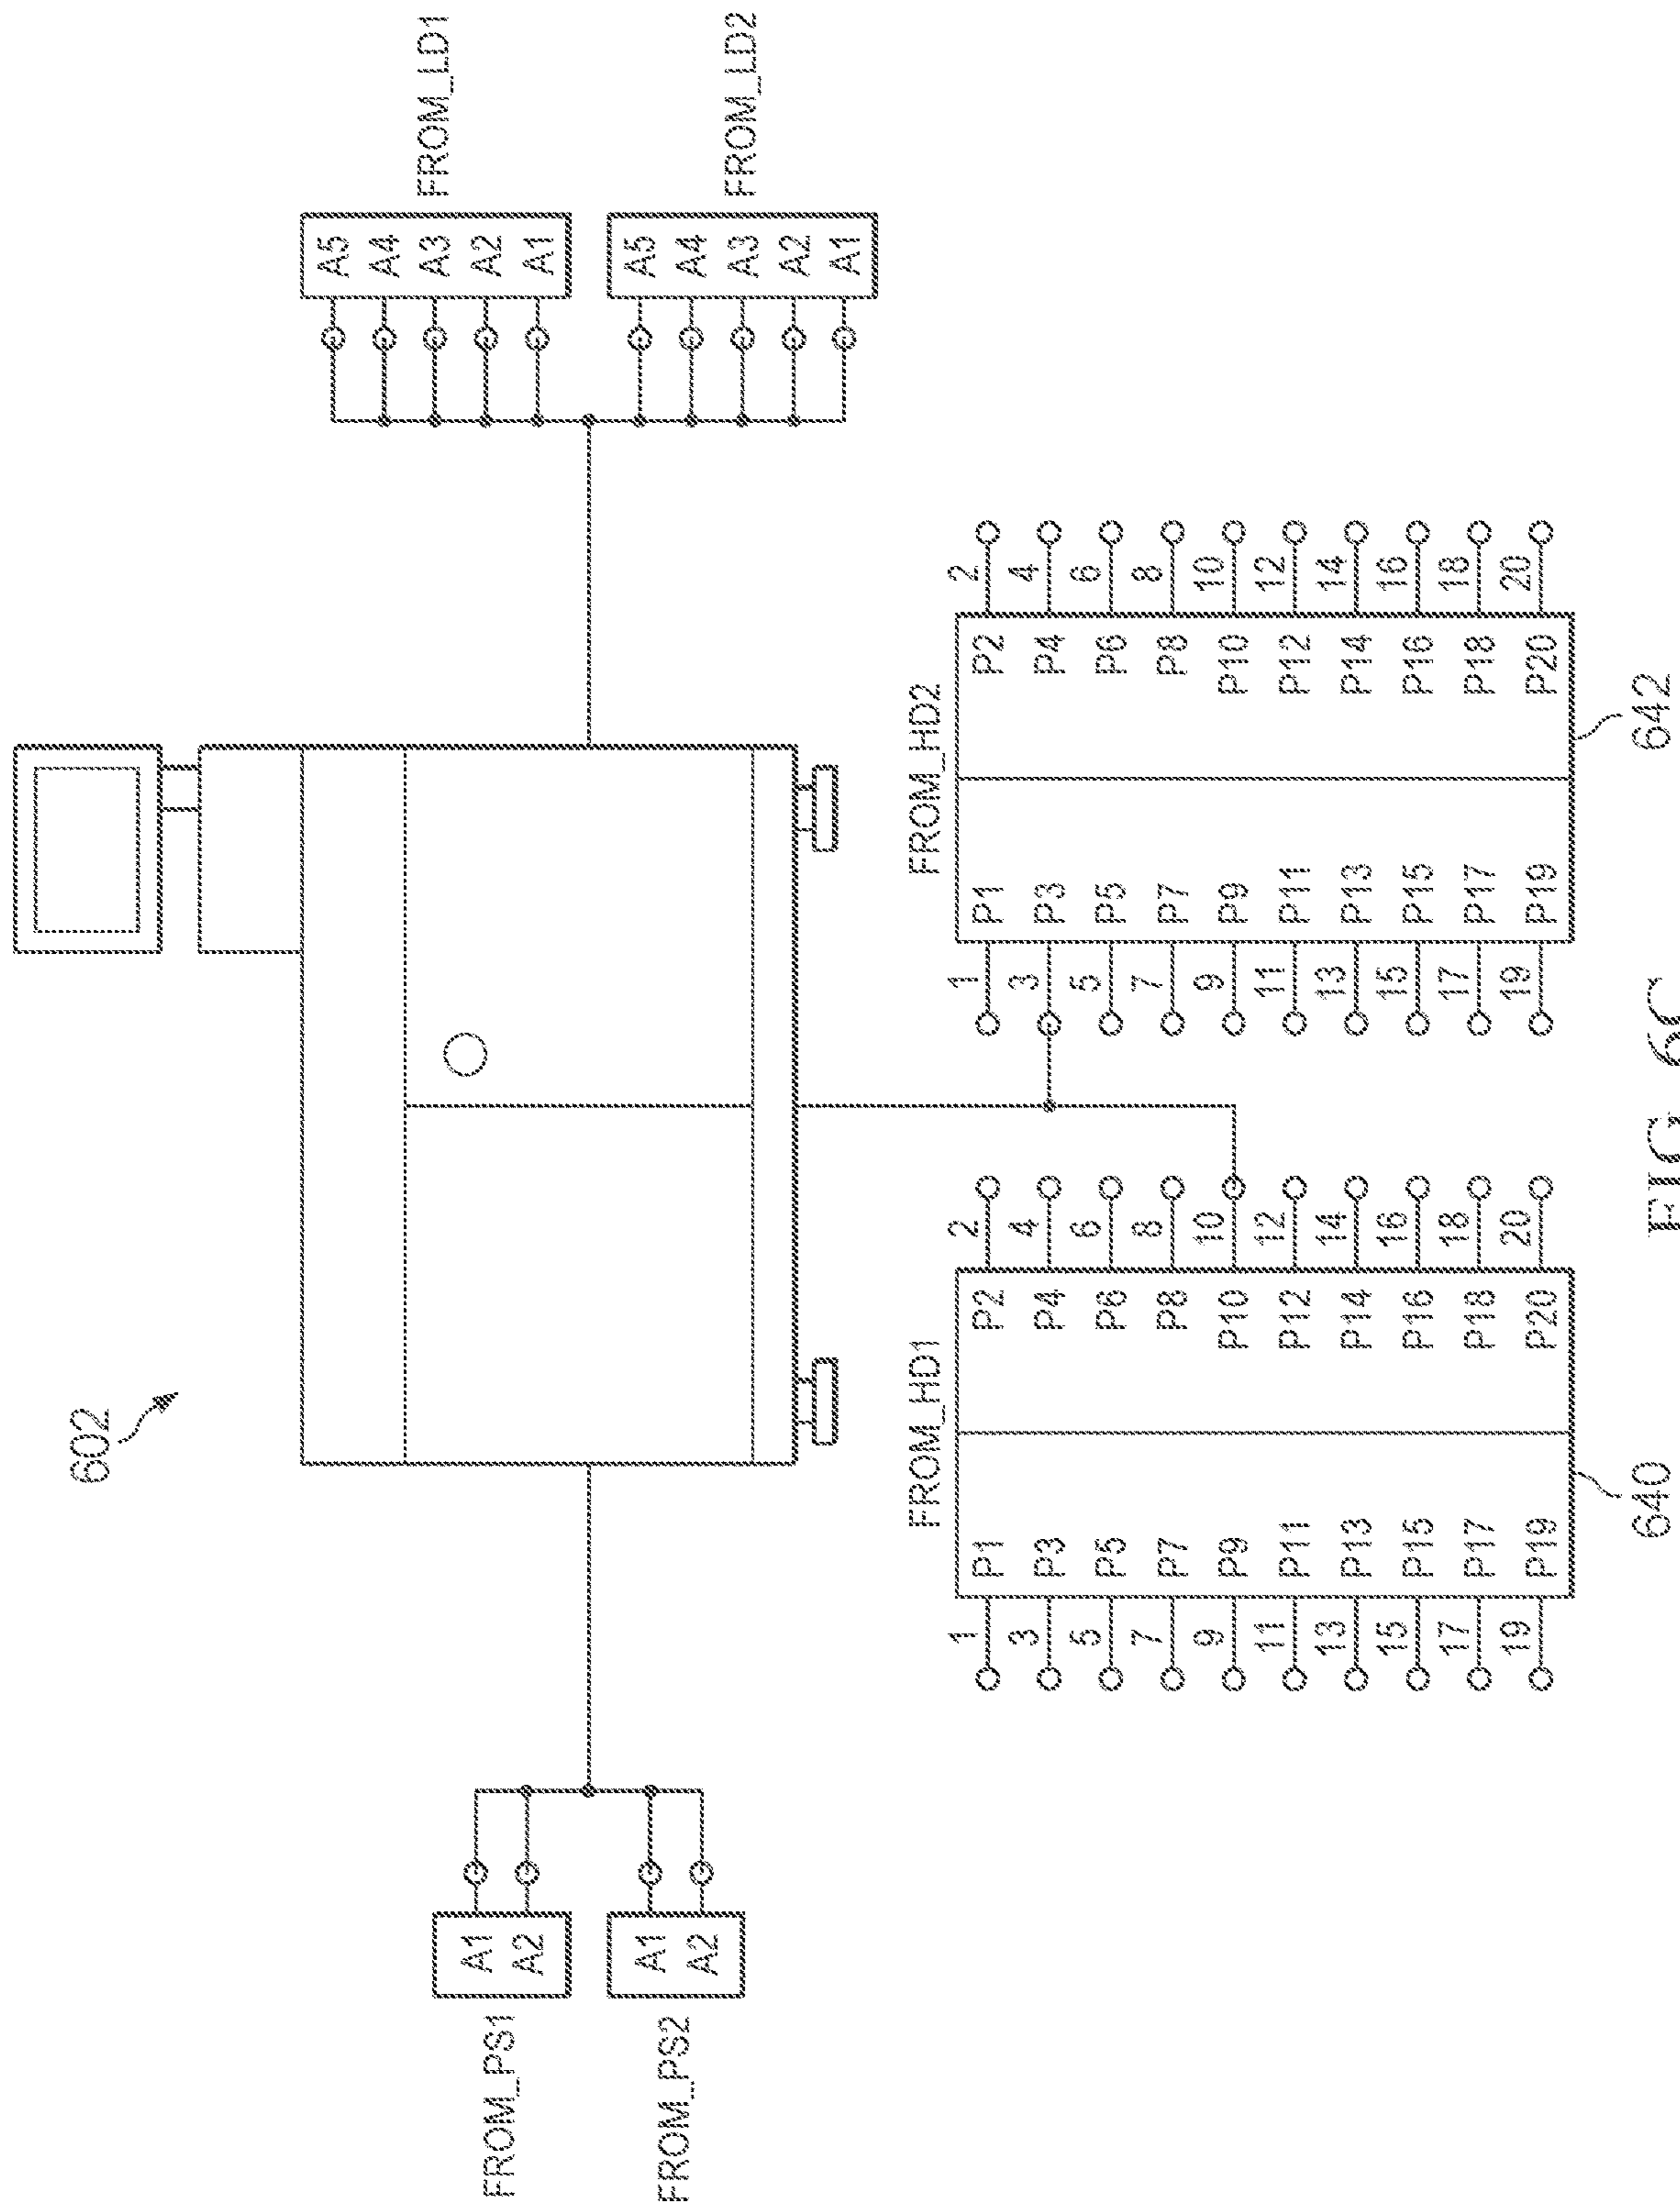 602
FROM_PS1
A1
A2
FROM_PS2
A1
A2
A5
A4
A3
A2
A1
FROM_LD1
A5
A4
A3
A2
A1
FROM_LD2
FROM_HD1
1 P1 P2 2
3 P3 P4 4
5 P5 P6 6
7 P7 P8 8
9 P9 P10 10
11 P11 P12 12
13 P13 P14 14
15 P15 P16 16
17 P17 P18 18
19 P19 P20 20
640
FROM_HD2
1 P1 P2 2
3 P3 P4 4
5 P5 P6 6
7 P7 P8 8
9 P9 P10 10
11 P11 P12 12
13 P13 P14 14
15 P15 P16 16
17 P17 P18 18
19 P19 P20 20
642
FIG. 6C